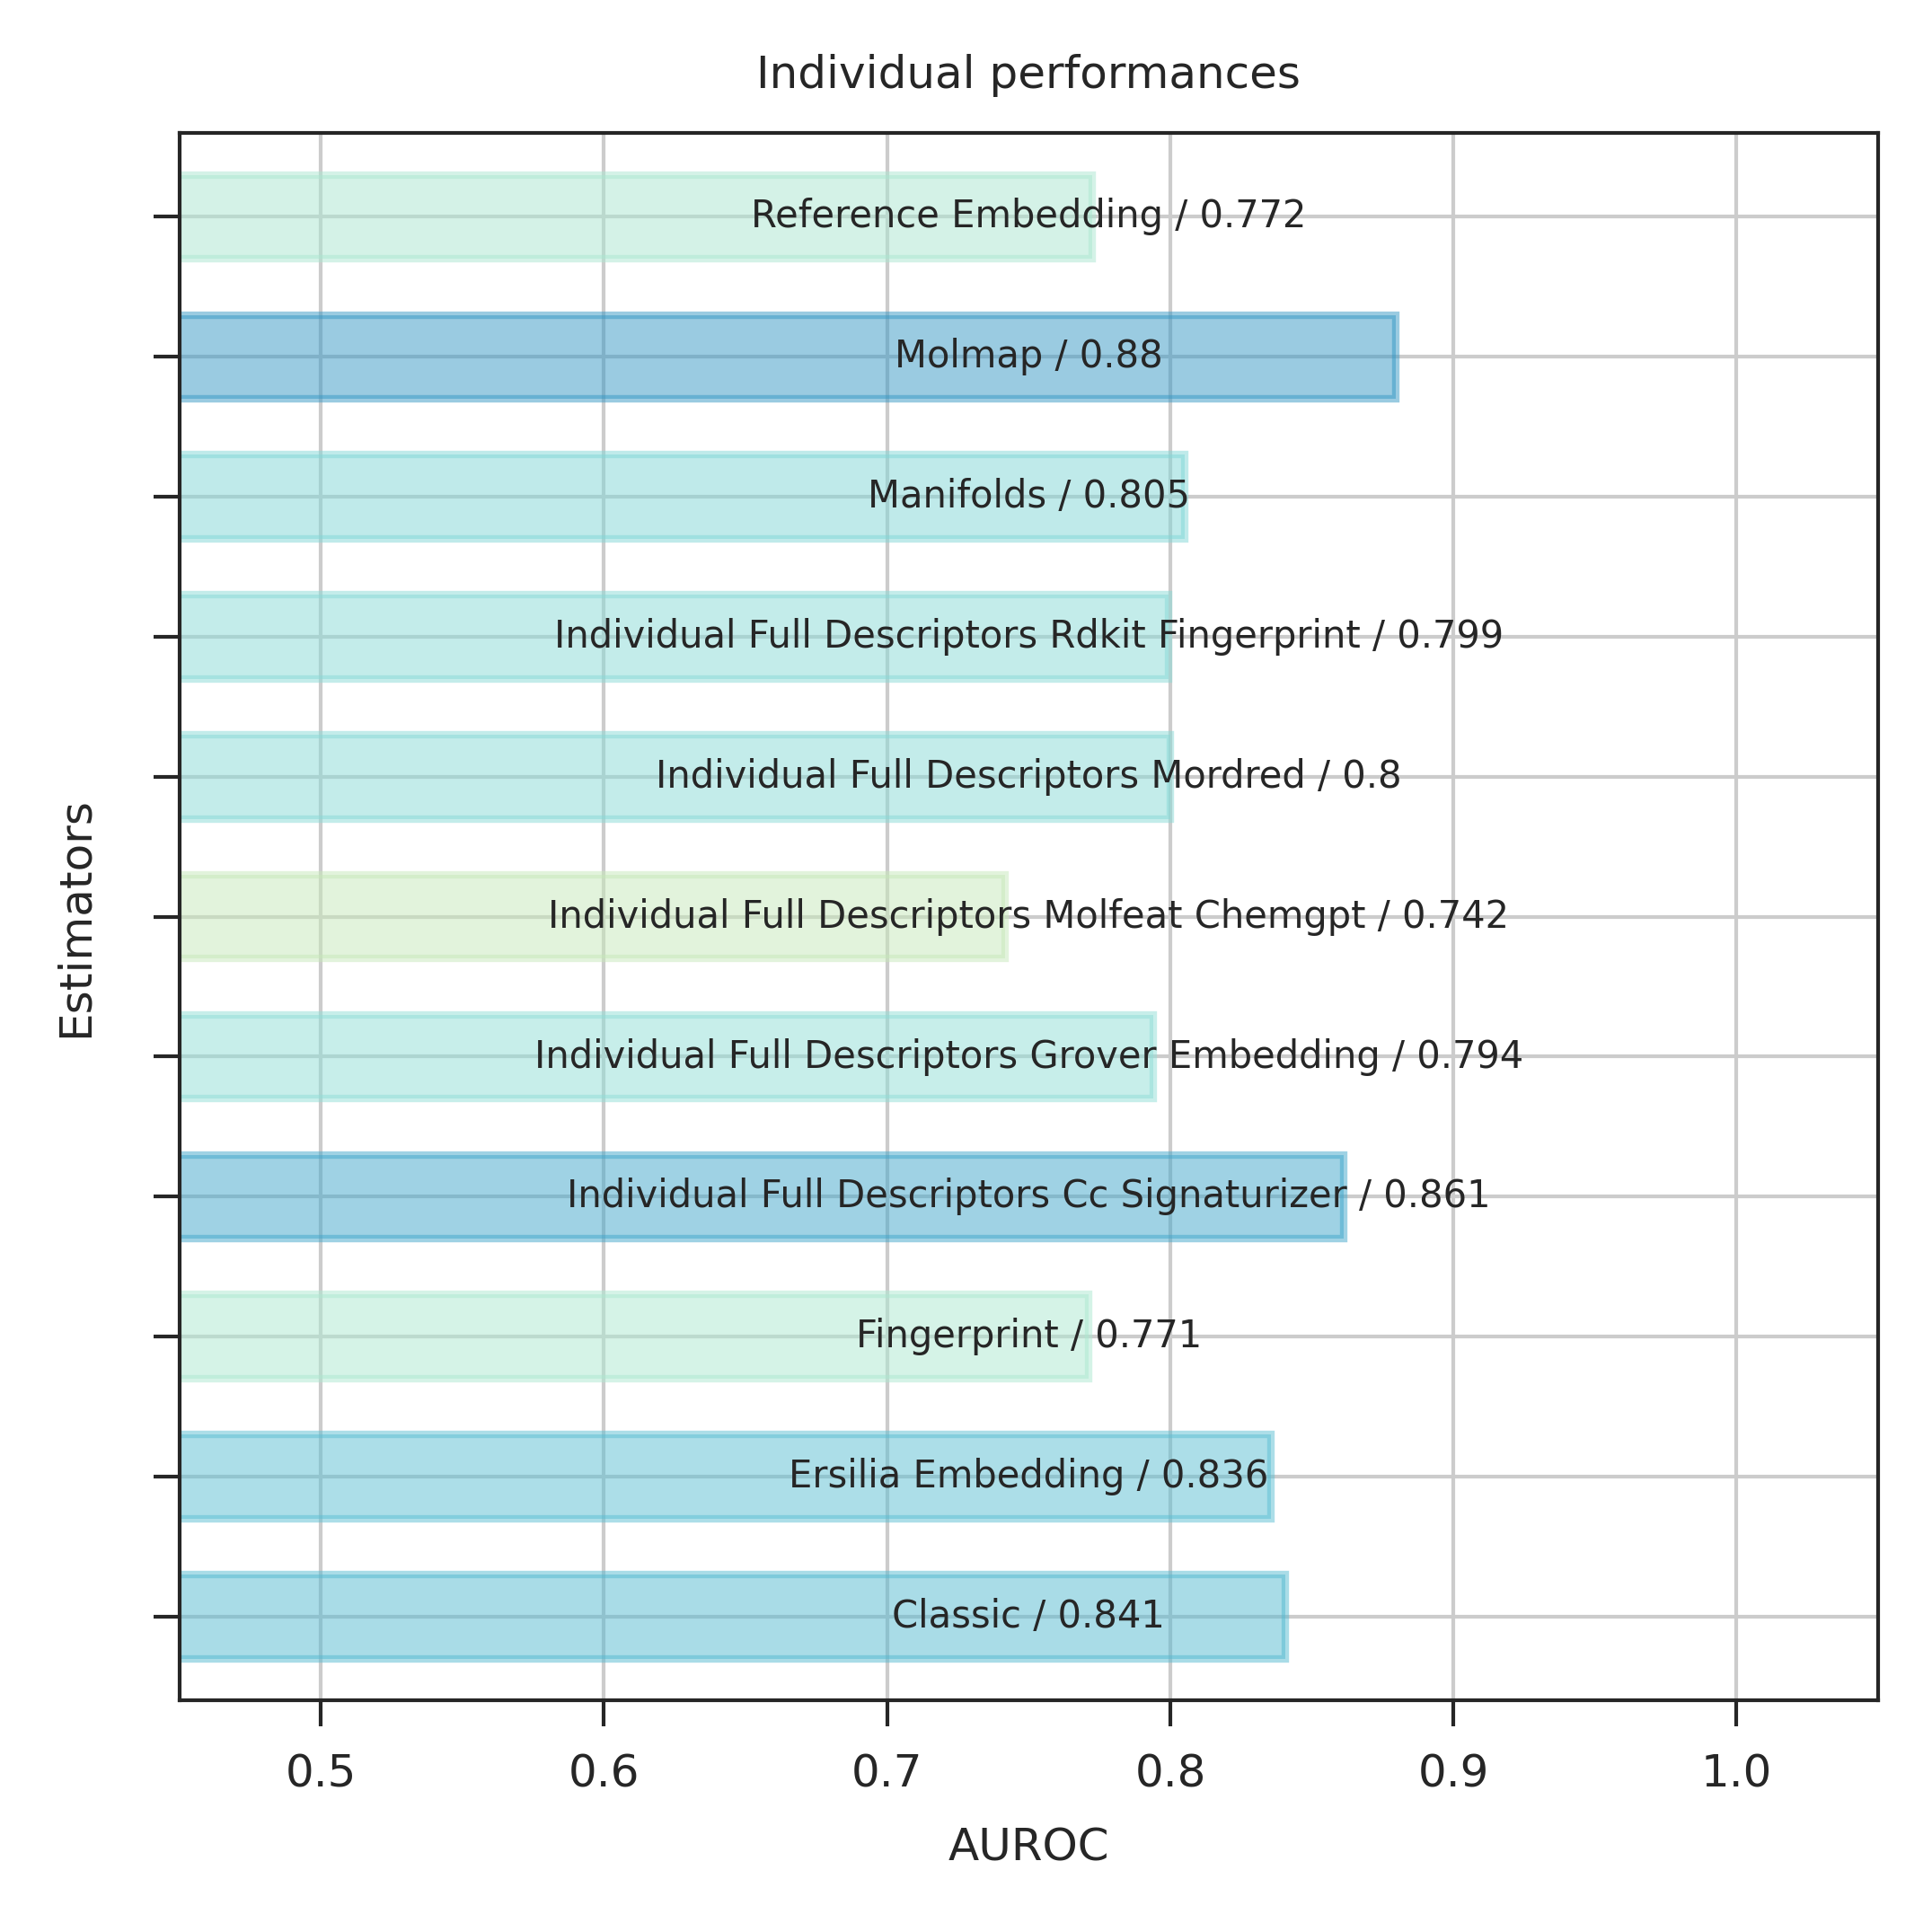 Individual performances
Reference Embedding / 0.772
Molmap / 0.88
Manifolds / 0.805
Individual Full Descriptors Rdkit Fingerprint / 0.799
Individual Full Descriptors Mordred / 0.8
Individual Full Descriptors Molfeat Chemgpt / 0.742
Individual Full Descriptors Grover Embedding / 0.794
Individual Full Descriptors Cc Signaturizer / 0.861
Fingerprint / 0.771
Ersilia Embedding / 0.836
Classic / 0.841
Estimators
0.5 0.6 0.7 0.8 0.9 1.0
AUROC